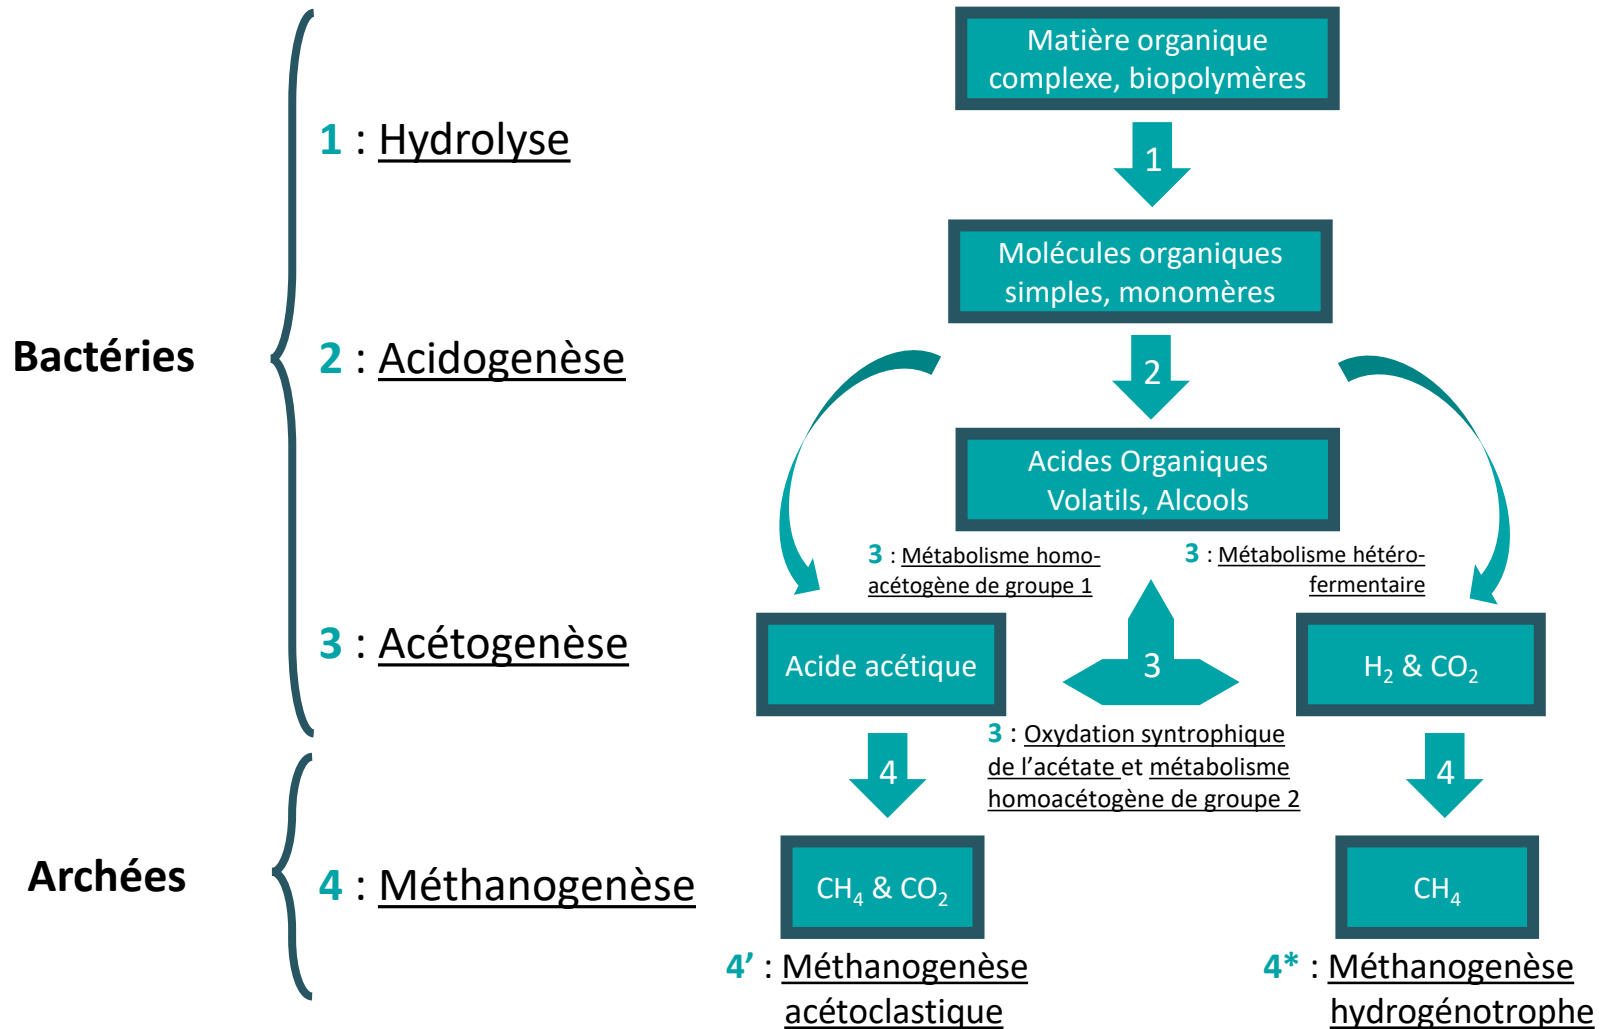 Bactéries
Archées
1 : Hydrolyse
2 : Acidogenèse
3 : Acétogenèse
4 : Méthanogenèse
Matière organique
complexe, biopolymères
1
Molécules organiques
simples, monomères
2
Acides Organiques
Volatils, Alcools
3 : Métabolisme homo-
acétogène de groupe 1
3 : Métabolisme hétéro-
fermentaire
Acide acétique
3
H₂ & CO₂
3 : Oxydation syntrophique
de l’acétate et métabolisme
homoacétogène de groupe 2
4
4
CH₄ & CO₂
CH₄
4’ : Méthanogenèse
acétoclastique
4* : Méthanogenèse
hydrogénotrophe